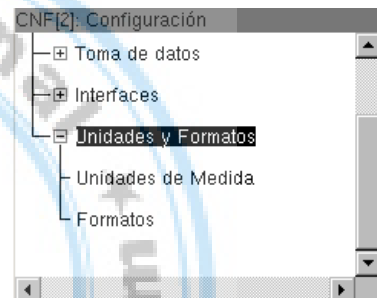 CNF[2]: Configuración
Toma de datos
Interfaces
Unidades y Formatos
Unidades de Medida
Formatos